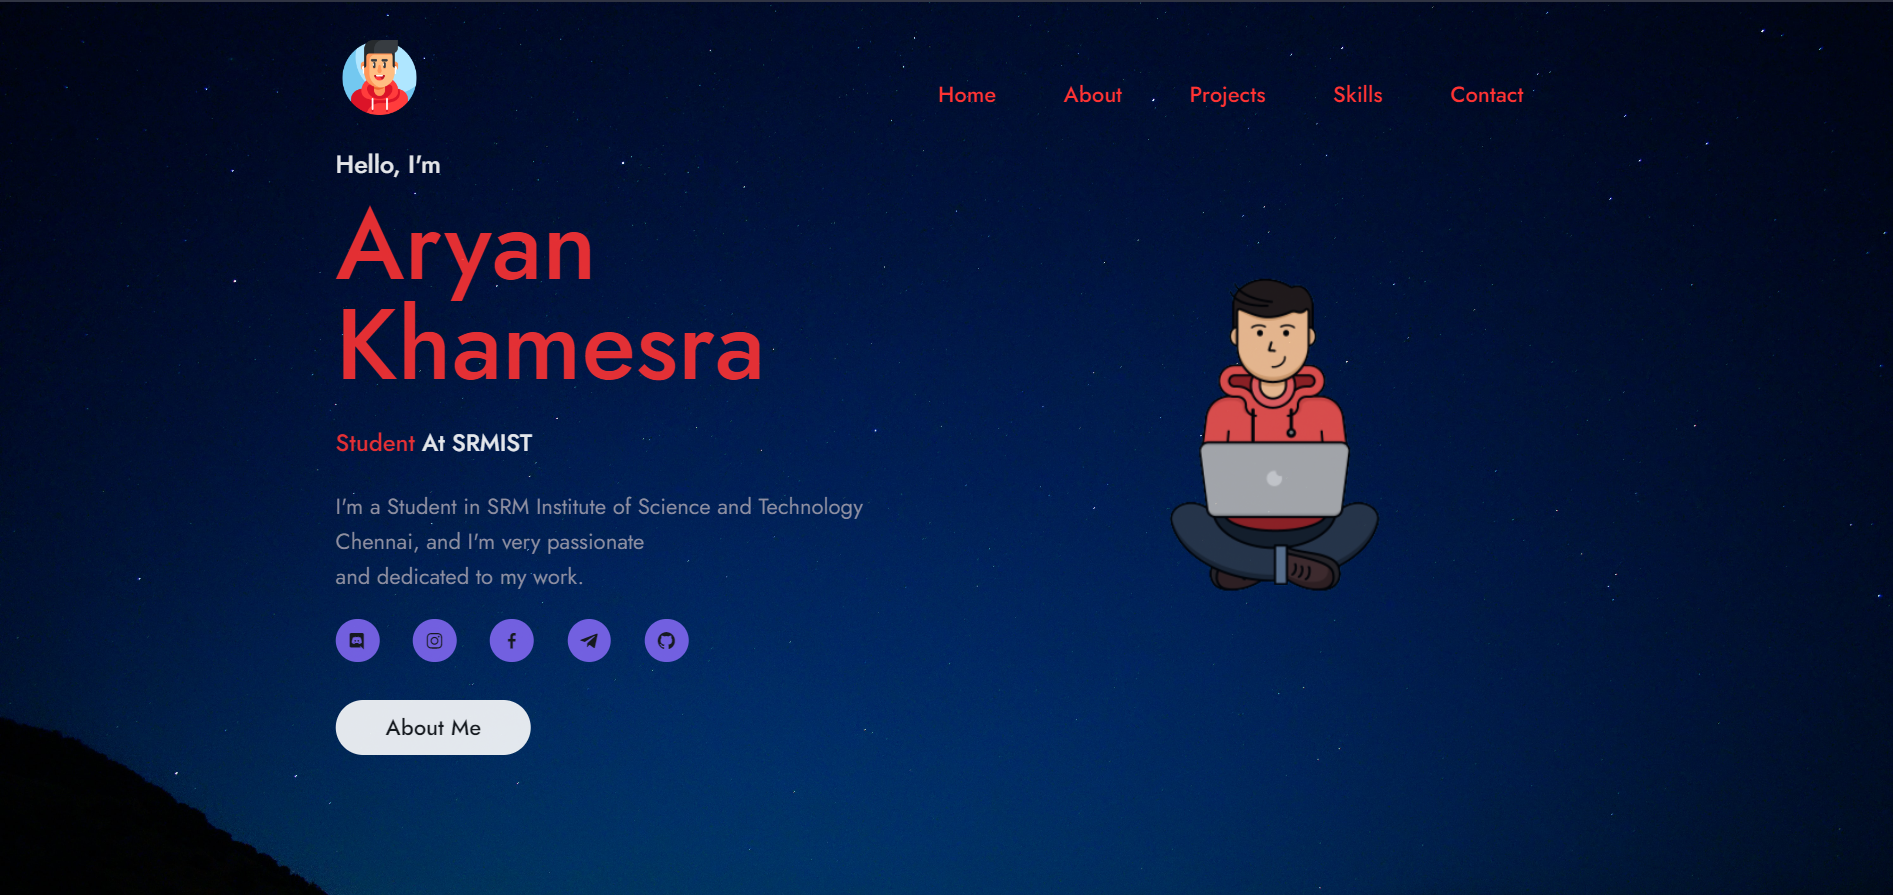 Home About Projects Skills Contact
Hello, I'm
Aryan
Khamesra
Student At SRMIST
I'm a Student in SRM Institute of Science and Technology
Chennai, and I'm very passionate
and dedicated to my work.
About Me